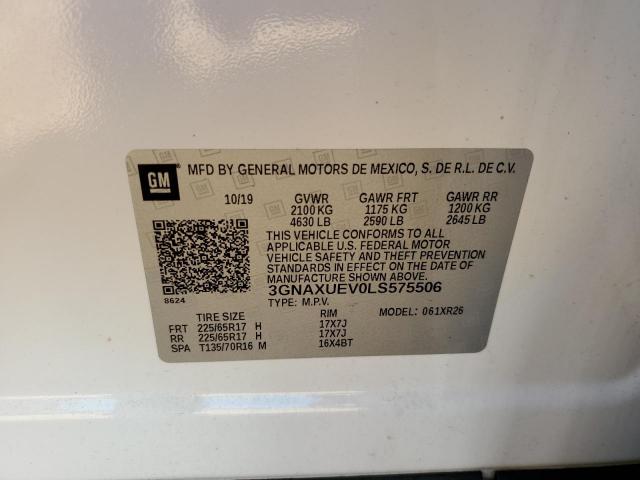 GM
MFD BY GENERAL MOTORS DE MEXICO, S. DE R.L. DE C.V.
10/19 GVWR GAWR FRT GAWR RR
2100 KG 1175 KG 1200 KG
4630 LB 2590 LB 2645 LB
THIS VEHICLE CONFORMS TO ALL
APPLICABLE U.S. FEDERAL MOTOR
VEHICLE SAFETY AND THEFT
PREVENTION STANDARDS IN
EFFECT ON THE DATE OF
MANUFACTURE SHOWN ABOVE.
3GNAXUEV0LS575506
8624
TYPE: M.P.V. MODEL: 061XR26
TIRE SIZE RIM
FRT 225/65R17 H 17X7J
RR 225/65R17 H 17X7J
SPA T135/70R16 M 16X4BT